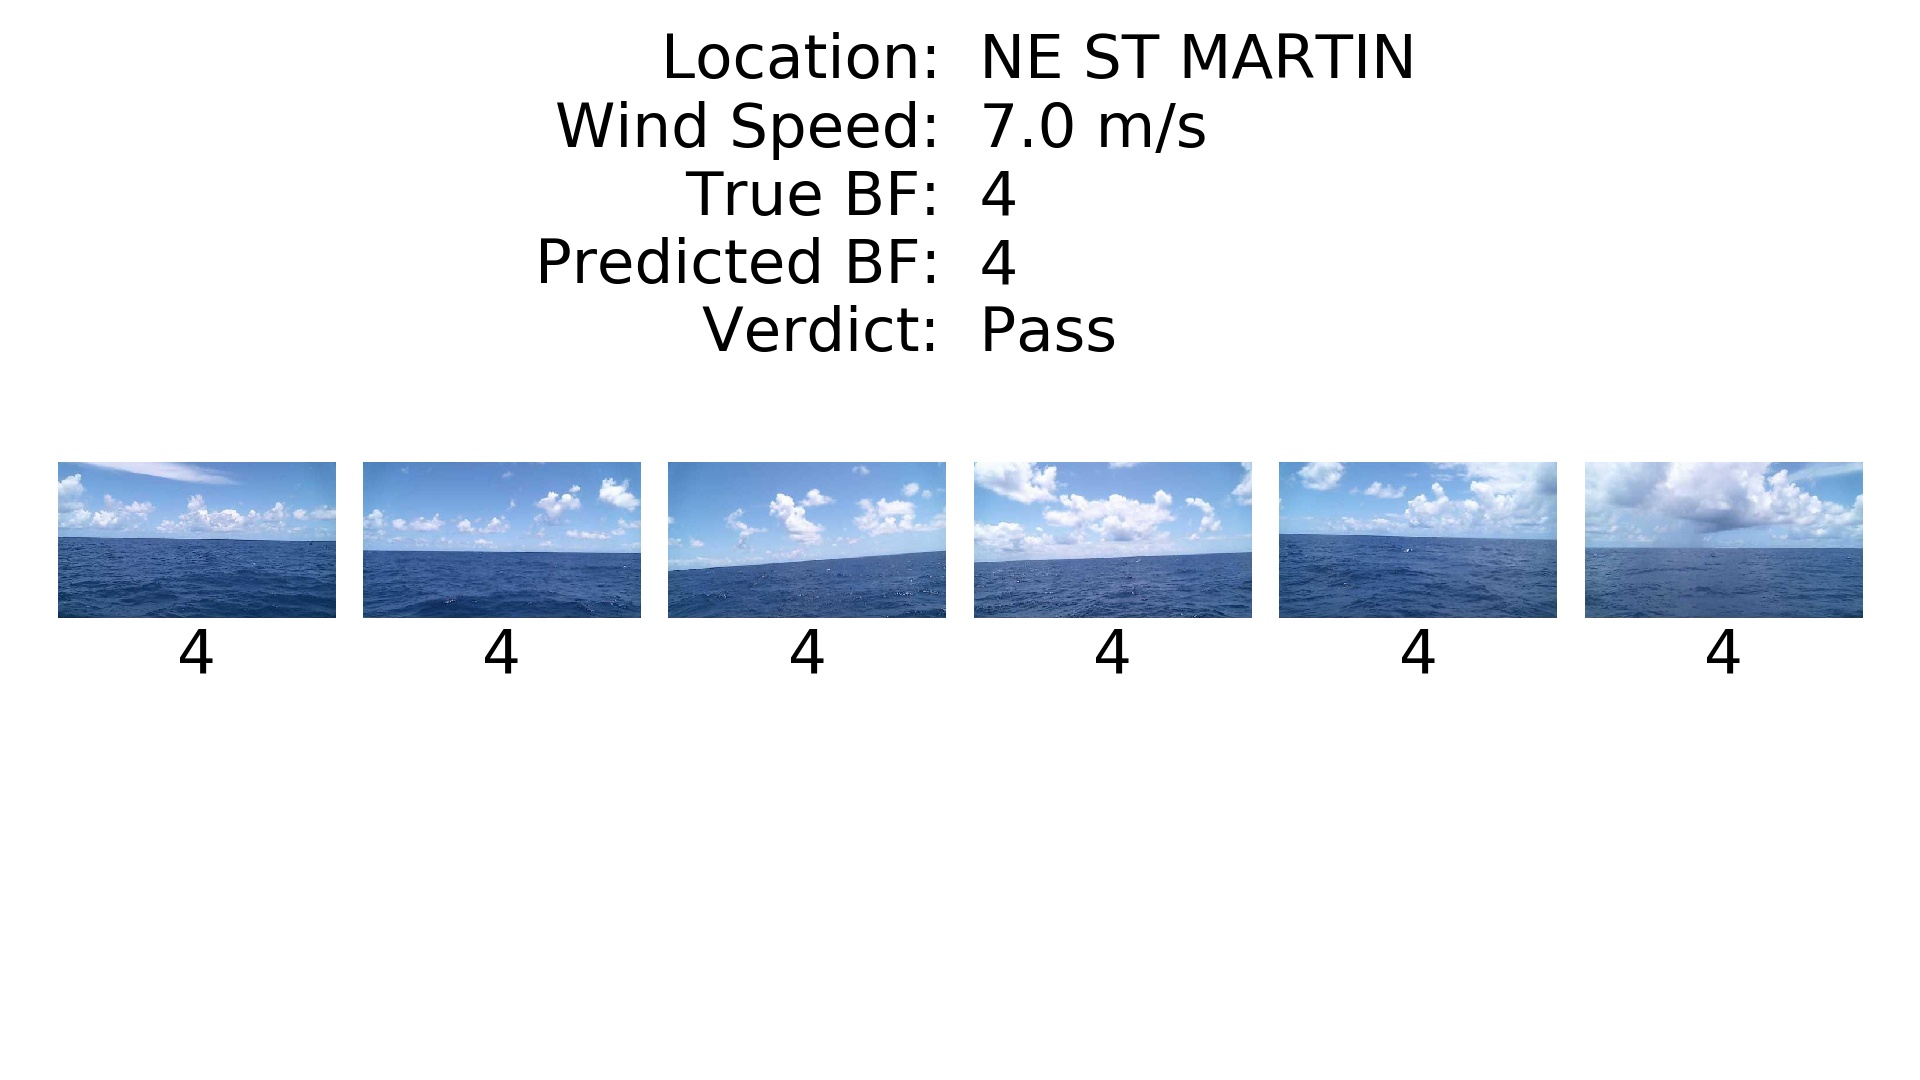 Location: NE ST MARTIN
Wind Speed: 7.0 m/s
True BF: 4
Predicted BF: 4
Verdict: Pass
4 4 4 4 4 4